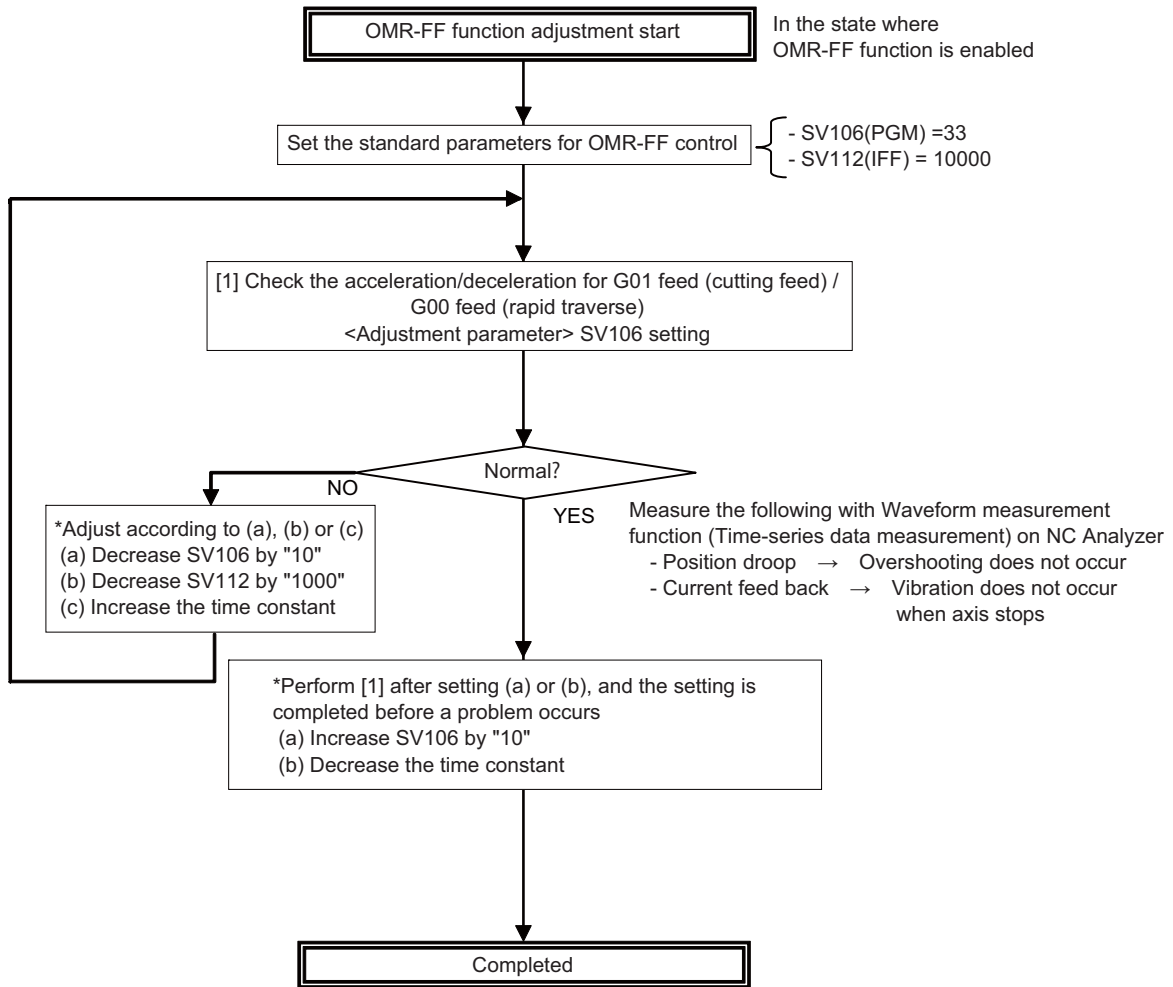 OMR-FF function adjustment start
In the state where
OMR-FF function is enabled
Set the standard parameters for OMR-FF control
- SV106(PGM) =33
- SV112(IFF) = 10000
[1] Check the acceleration/deceleration for G01 feed (cutting feed) /
G00 feed (rapid traverse)
<Adjustment parameter> SV106 setting
Normal?
NO
YES
*Adjust according to (a), (b) or (c)
(a) Decrease SV106 by "10"
(b) Decrease SV112 by "1000"
(c) Increase the time constant
Measure the following with Waveform measurement
function (Time-series data measurement) on NC Analyzer
- Position droop → Overshooting does not occur
- Current feed back → Vibration does not occur
when axis stops
*Perform [1] after setting (a) or (b), and the setting is
completed before a problem occurs
(a) Increase SV106 by "10"
(b) Decrease the time constant
Completed